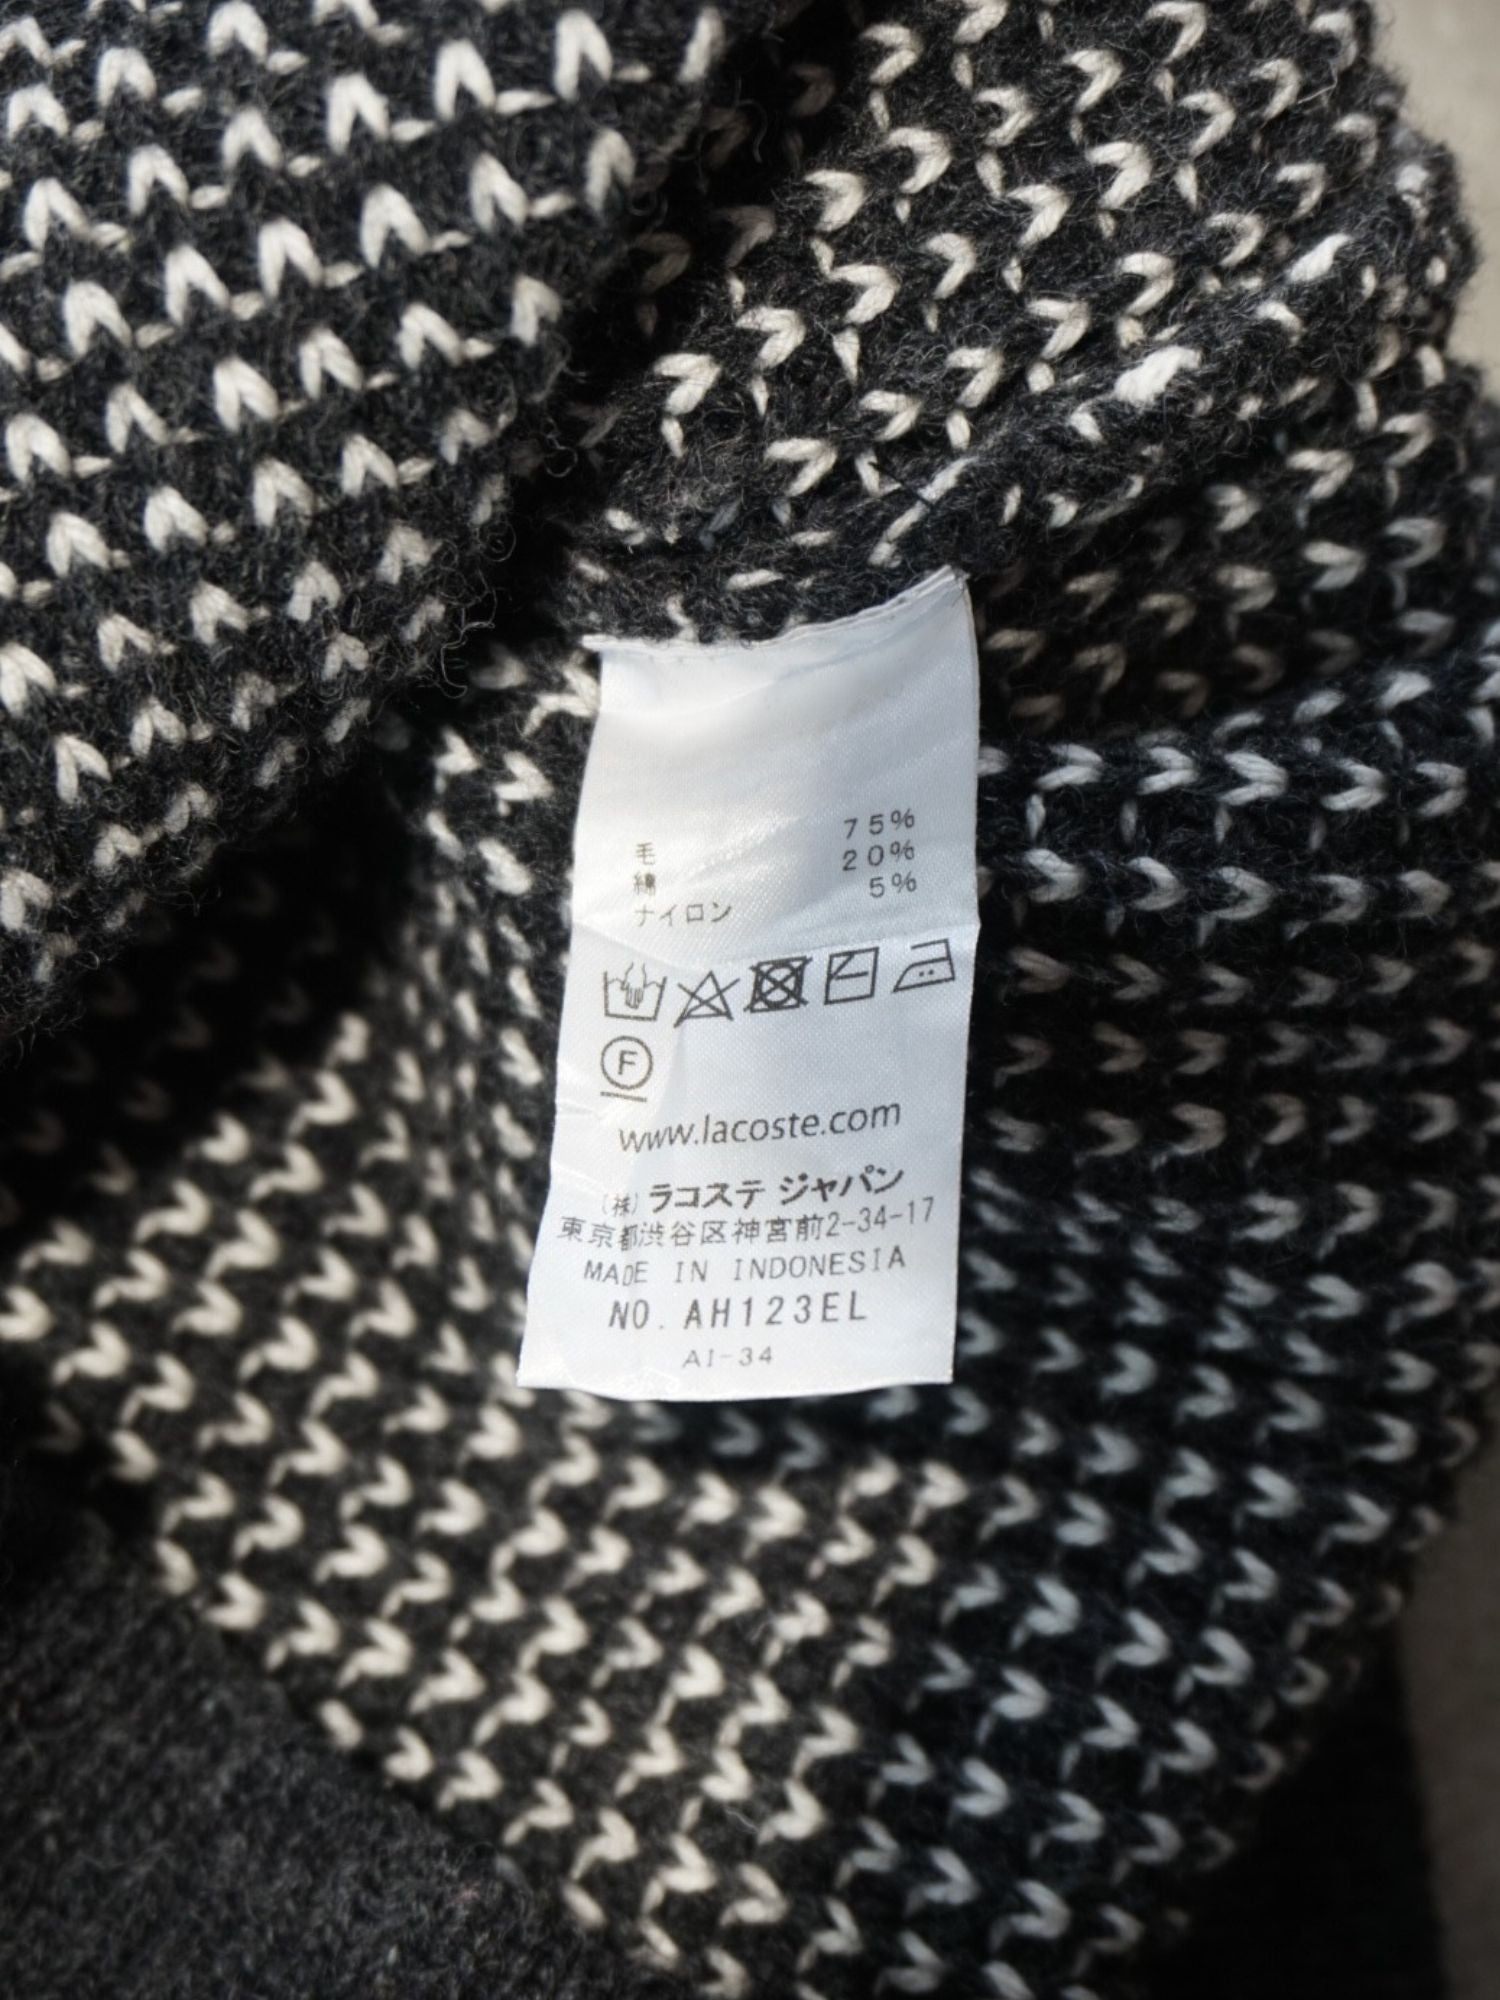 毛 75%
綿 20%
ナイロン 5%
F
www.lacoste.com
(株) ラコステ ジャパン
東京都渋谷区神宮前2-34-17
MADE IN INDONESIA
NO. AH123EL
AI-34